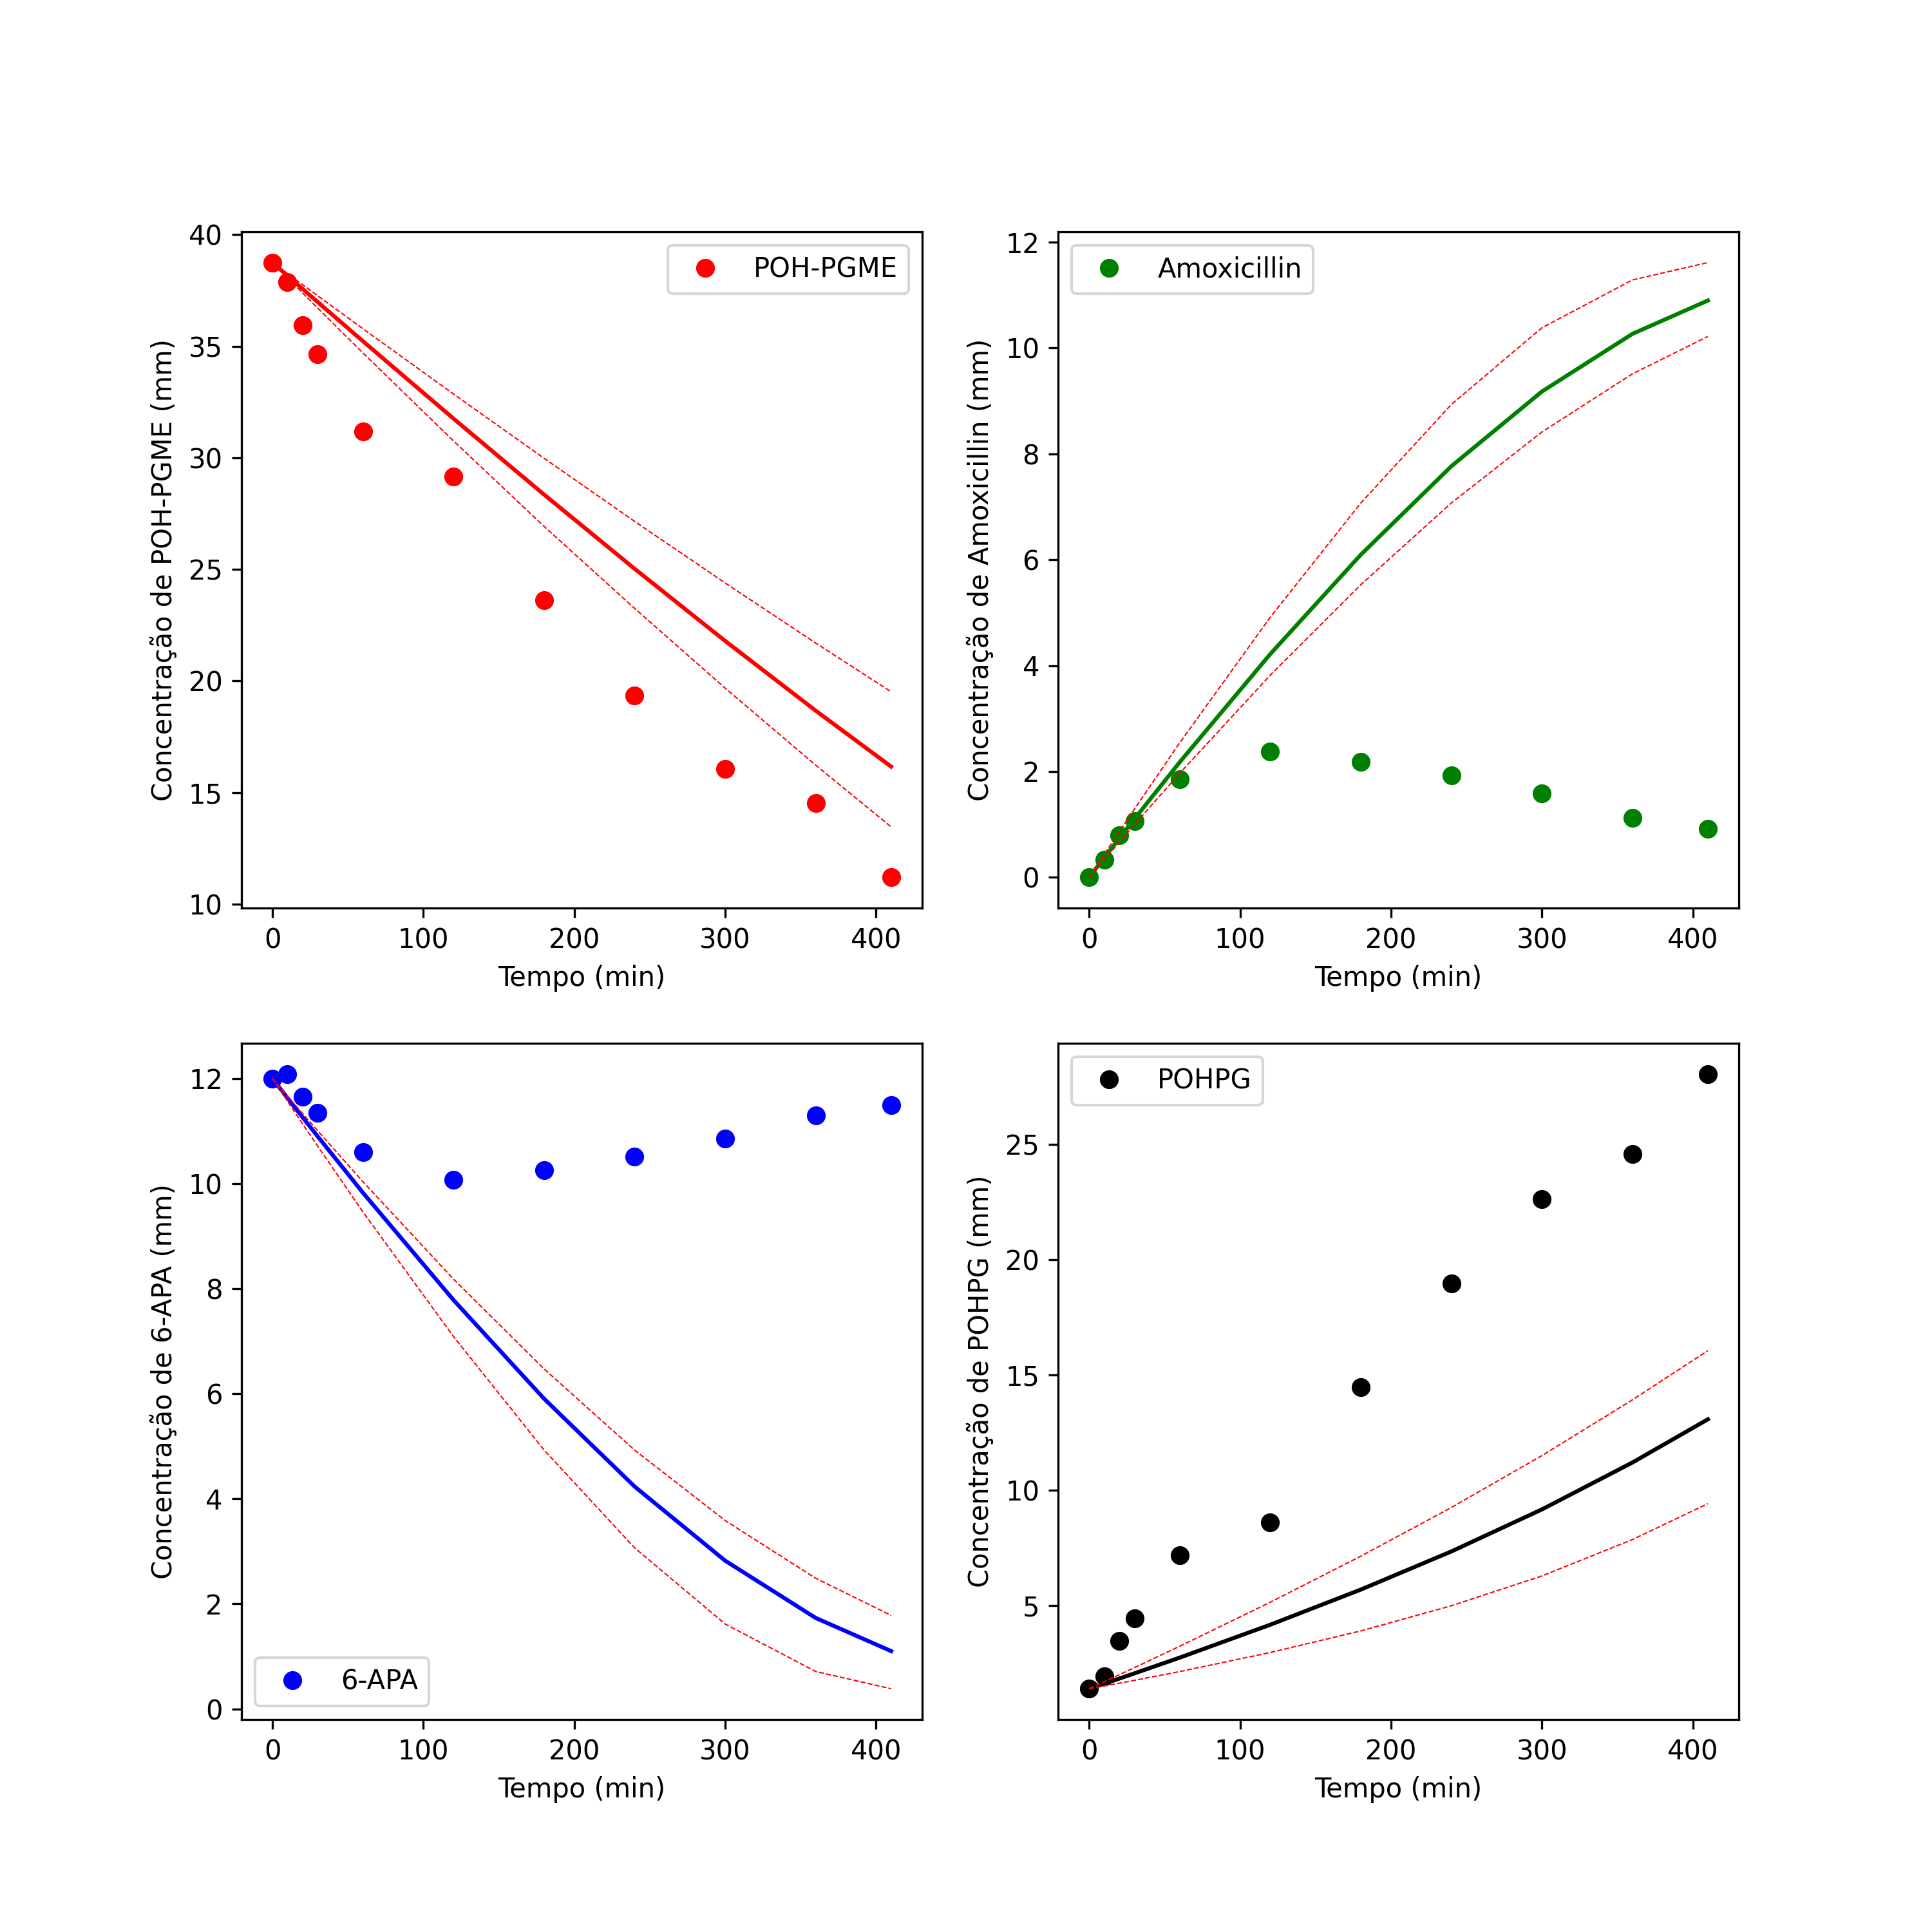 POH-PGME
Concentração de POH-PGME (mm)
40
35
30
25
20
15
10
0 100 200 300 400
Tempo (min)
Amoxicillin
Concentração de Amoxicillin (mm)
12
10
8
6
4
2
0
0 100 200 300 400
Tempo (min)
6-APA
Concentração de 6-APA (mm)
12
10
8
6
4
2
0
0 100 200 300 400
Tempo (min)
POHPG
Concentração de POHPG (mm)
25
20
15
10
5
0 100 200 300 400
Tempo (min)